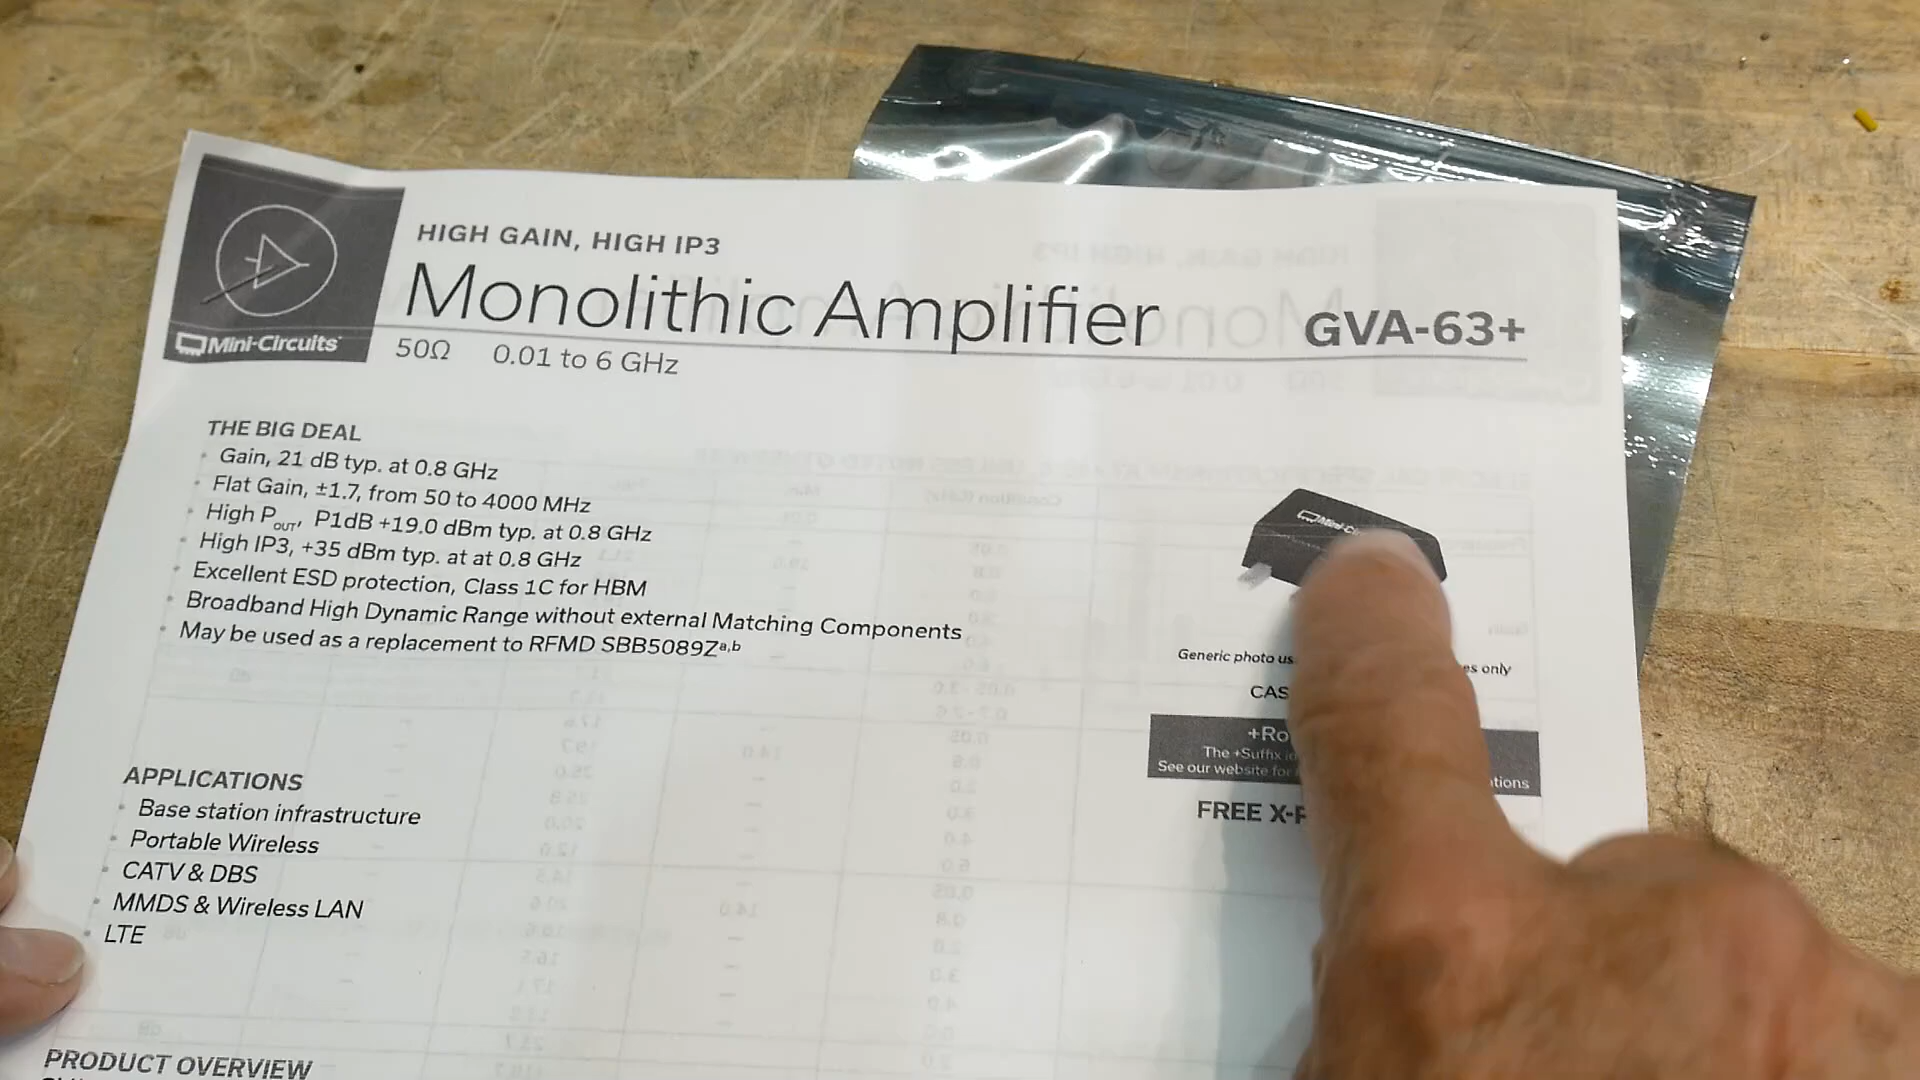 HIGH GAIN, HIGH IP3
Monolithic Amplifier GVA-63+
Mini-Circuits
50Ω 0.01 to 6 GHz
THE BIG DEAL
• Gain, 21 dB typ. at 0.8 GHz
• Flat Gain, ±1.7, from 50 to 4000 MHz
• High POUT, P1dB +19.0 dBm typ. at 0.8 GHz
• High IP3, +35 dBm typ. at at 0.8 GHz
• Excellent ESD protection, Class 1C for HBM
• Broadband High Dynamic Range without external Matching Components
• May be used as a replacement to RFMD SBB5089Za,b
Generic photo
only
The +Suffix
See our website for
FREE
APPLICATIONS
• Base station infrastructure
• Portable Wireless
• CATV & DBS
• MMDS & Wireless LAN
• LTE
PRODUCT OVERVIEW